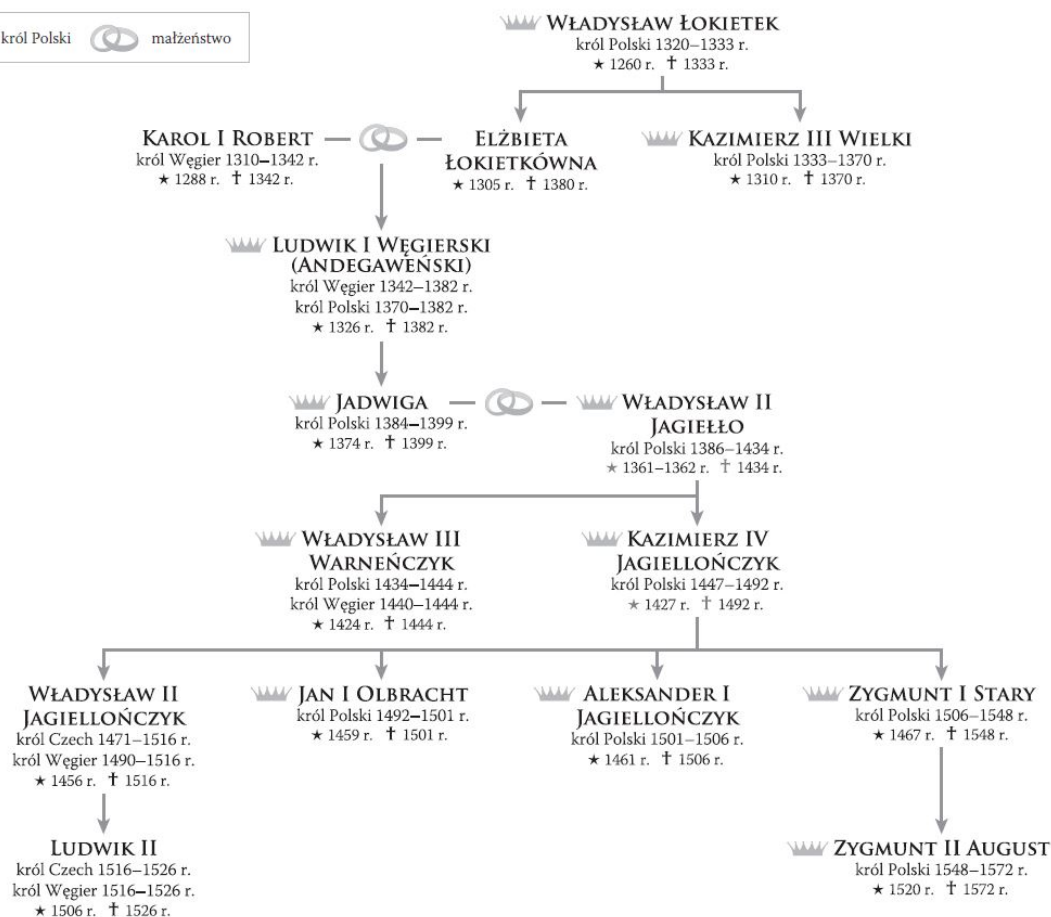 król Polski małżeństwo
WŁADYSŁAW ŁOKIETEK
król Polski 1320–1333 r.
★ 1260 r. † 1333 r.
KAROL I ROBERT
król Węgier 1310–1342 r.
★ 1288 r. † 1342 r.
ELŻBIETA
ŁOKIETKÓWNA
★ 1305 r. † 1380 r.
KAZIMIERZ III WIELKI
król Polski 1333–1370 r.
★ 1310 r. † 1370 r.
LUDWIK I WĘGIERSKI
(ANDEGAWEŃSKI)
król Węgier 1342–1382 r.
król Polski 1370–1382 r.
★ 1326 r. † 1382 r.
JADWIGA
król Polski 1384–1399 r.
★ 1374 r. † 1399 r.
WŁADYSŁAW II
JAGIEŁŁO
król Polski 1386–1434 r.
★ 1361–1362 r. † 1434 r.
WŁADYSŁAW III
WARNEŃCZYK
król Polski 1434–1444 r.
król Węgier 1440–1444 r.
★ 1424 r. † 1444 r.
KAZIMIERZ IV
JAGIELLOŃCZYK
król Polski 1447–1492 r.
★ 1427 r. † 1492 r.
WŁADYSŁAW II
JAGIELLOŃCZYK
król Czech 1471–1516 r.
król Węgier 1490–1516 r.
★ 1456 r. † 1516 r.
JAN I OLBRACHT
król Polski 1492–1501 r.
★ 1459 r. † 1501 r.
ALEKSANDER I
JAGIELLOŃCZYK
król Polski 1501–1506 r.
★ 1461 r. † 1506 r.
ZYGMUNT I STARY
król Polski 1506–1548 r.
★ 1467 r. † 1548 r.
LUDWIK II
król Czech 1516–1526 r.
król Węgier 1516–1526 r.
★ 1506 r. † 1526 r.
ZYGMUNT II AUGUST
król Polski 1548–1572 r.
★ 1520 r. † 1572 r.